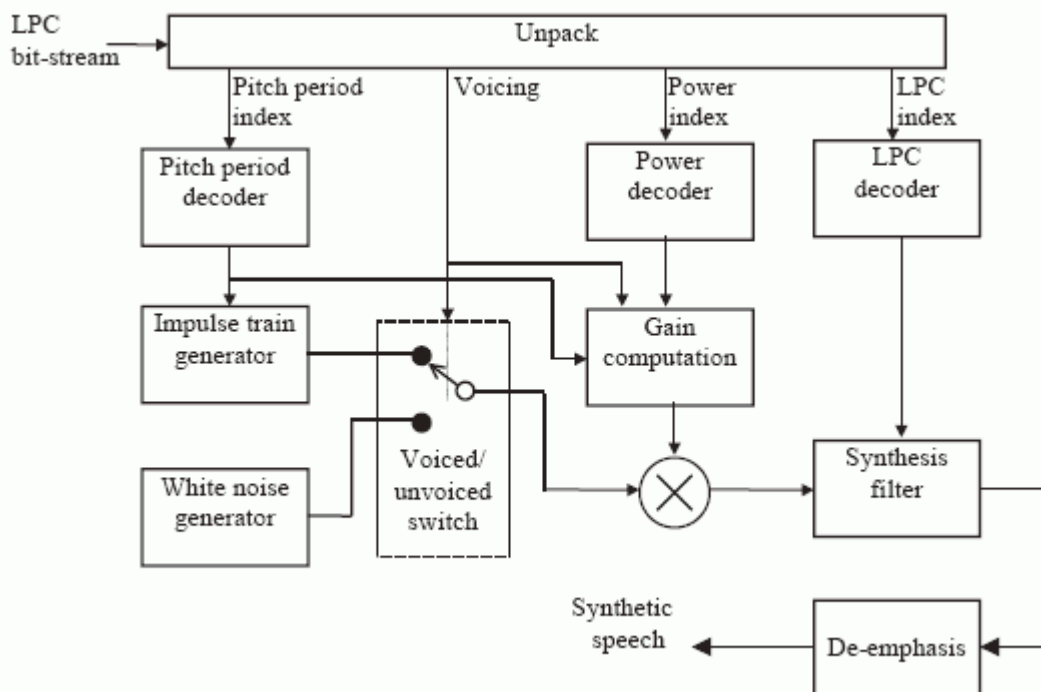 LPC
bit-stream
Unpack
Pitch period
index
Voicing
Power
index
LPC
index
Pitch period
decoder
Power
decoder
LPC
decoder
Impulse train
generator
Gain
computation
Voiced/
unvoiced
switch
White noise
generator
Synthesis
filter
Synthetic
speech
De-emphasis